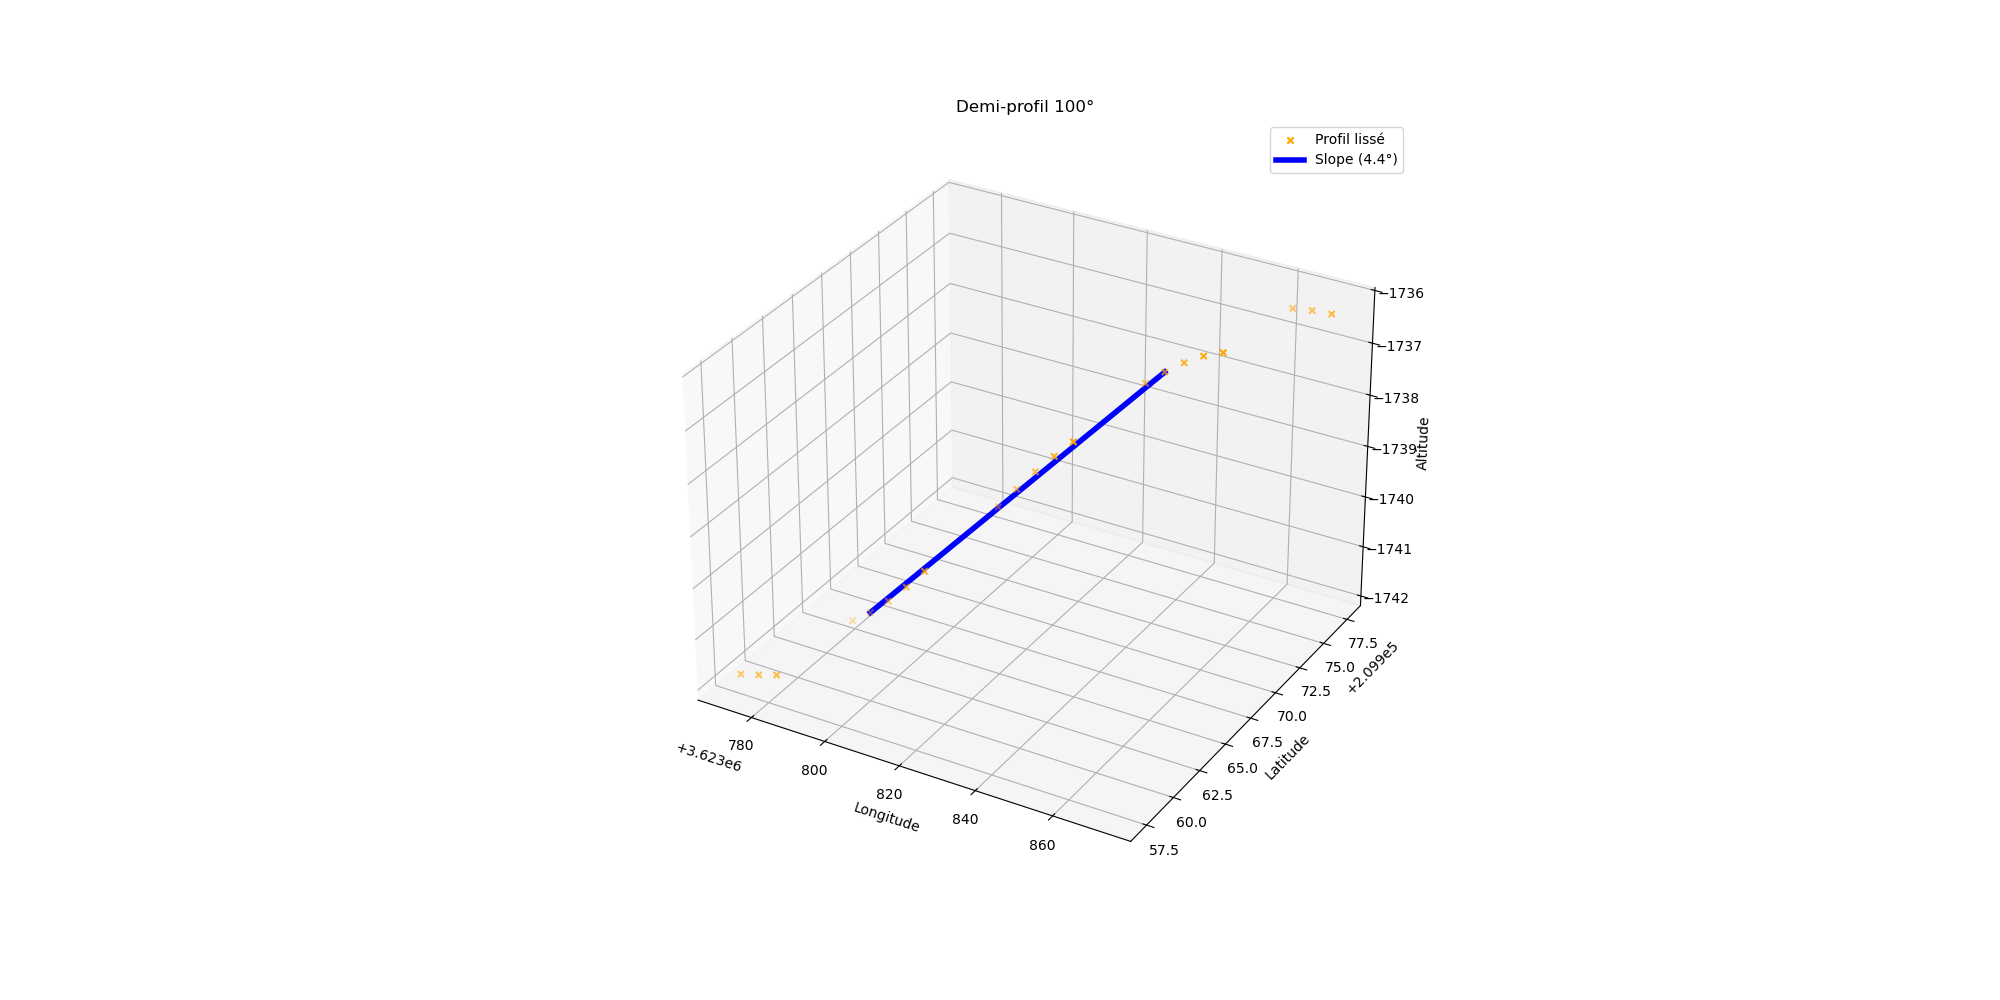 Demi-profil 100°
Profil lissé
Slope (4.4°)
−1736
−1737
−1738
−1739
−1740
−1741
−1742
Altitude
77.5
75.0
72.5
70.0
67.5
65.0
62.5
60.0
57.5
+2.099e5
Latitude
780
800
820
840
860
+3.623e6
Longitude